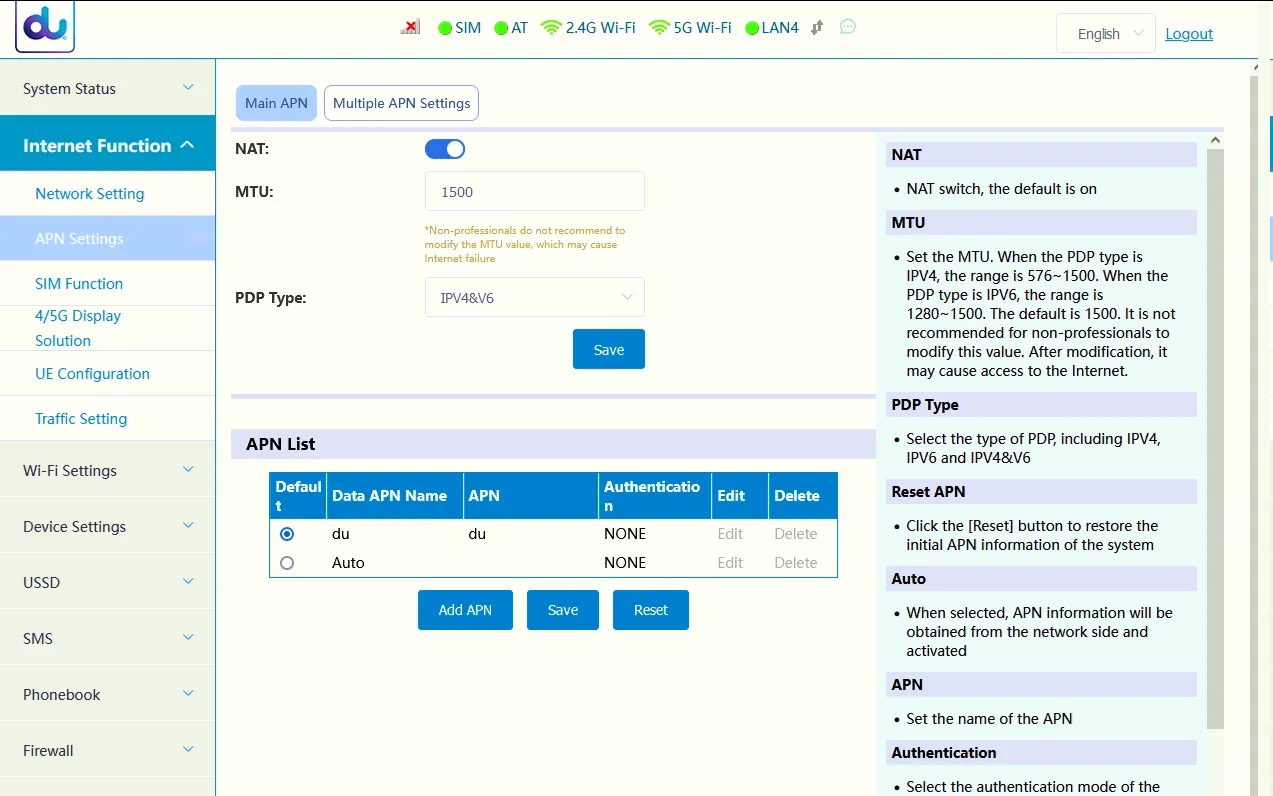 du
SIM
AT
2.4G Wi-Fi
5G Wi-Fi
LAN4
English
Logout
System Status
Internet Function
Network Setting
APN Settings
SIM Function
4/5G Display
Solution
UE Configuration
Traffic Setting
Wi-Fi Settings
Device Settings
USSD
SMS
Phonebook
Firewall
Main APN
Multiple APN Settings
NAT:
MTU:
1500
*Non-professionals do not recommend to
modify the MTU value, which may cause
Internet failure
PDP Type:
IPV4&V6
Save
APN List
Defaul
t
Data APN Name
APN
Authenticatio
n
Edit
Delete
du
du
NONE
Edit
Delete
Auto
NONE
Edit
Delete
Add APN
Save
Reset
NAT
• NAT switch, the default is on
MTU
• Set the MTU. When the PDP type is
IPV4, the range is 576~1500. When the
PDP type is IPV6, the range is
1280~1500. The default is 1500. It is not
recommended for non-professionals to
modify this value. After modification, it
may cause access to the Internet.
PDP Type
• Select the type of PDP, including IPV4,
IPV6 and IPV4&V6
Reset APN
• Click the [Reset] button to restore the
initial APN information of the system
Auto
• When selected, APN information will be
obtained from the network side and
activated
APN
• Set the name of the APN
Authentication
• Select the authentication mode of the